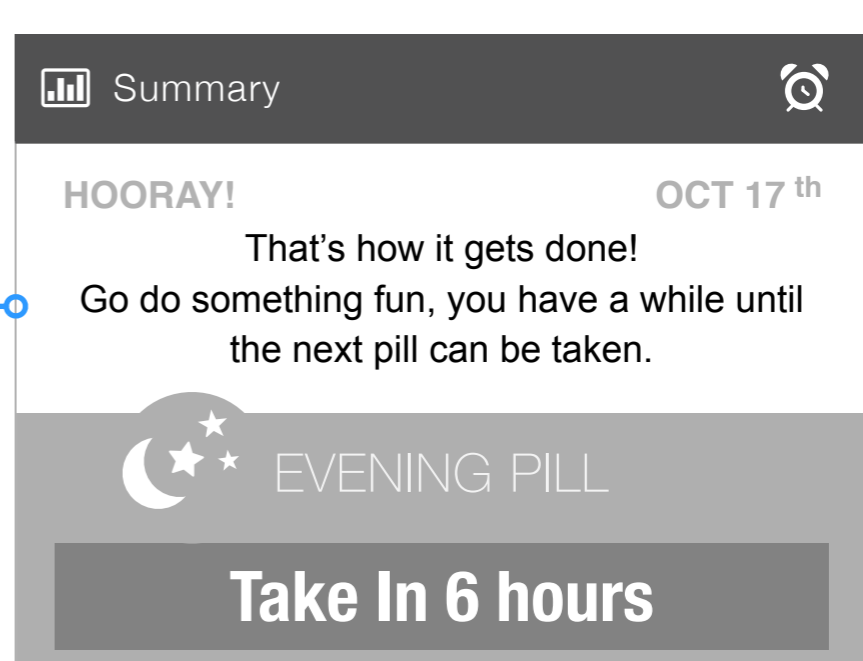 Summary
HOORAY! OCT 17 th
That's how it gets done!
Go do something fun, you have a while until
the next pill can be taken.
EVENING PILL
Take In 6 hours